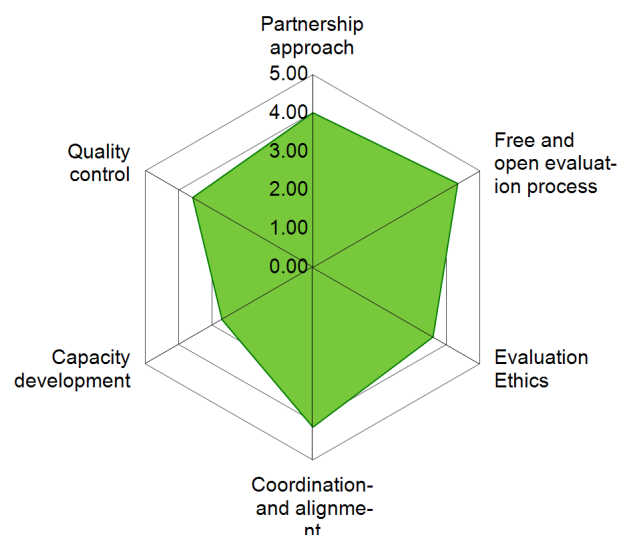 Partnership
approach
5.00
4.00
3.00
2.00
1.00
0.00
Free and
open evaluat-
ion process
Evaluation
Ethics
Coordination-
and alignme-
nt
Capacity
development
Quality
control